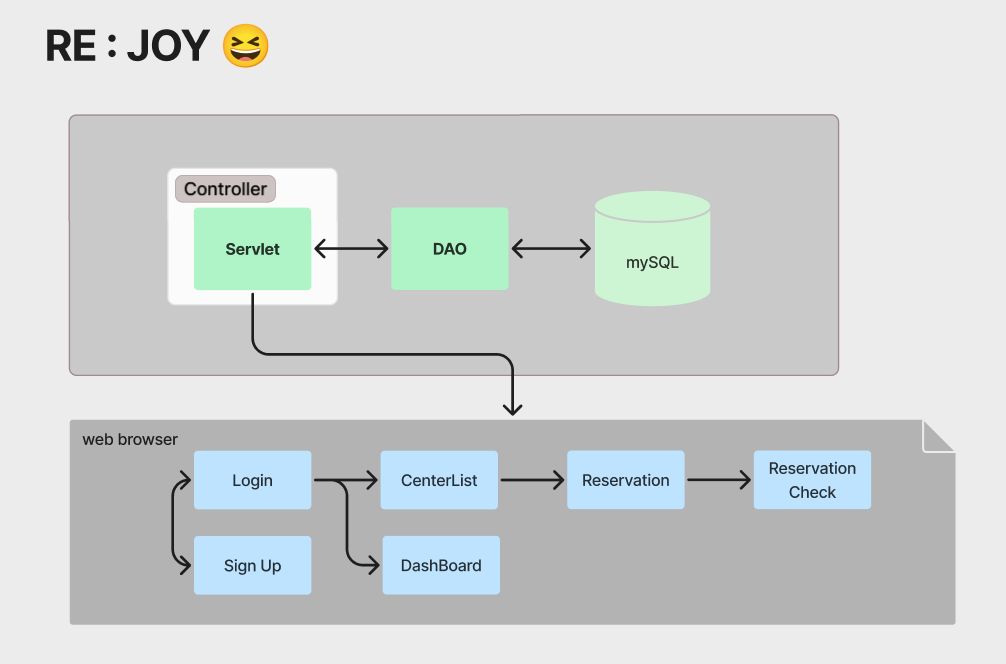 RE : JOY 😆
Controller
Servlet
DAO
mySQL
web browser
Login
CenterList
Reservation
Reservation
Check
Sign Up
DashBoard